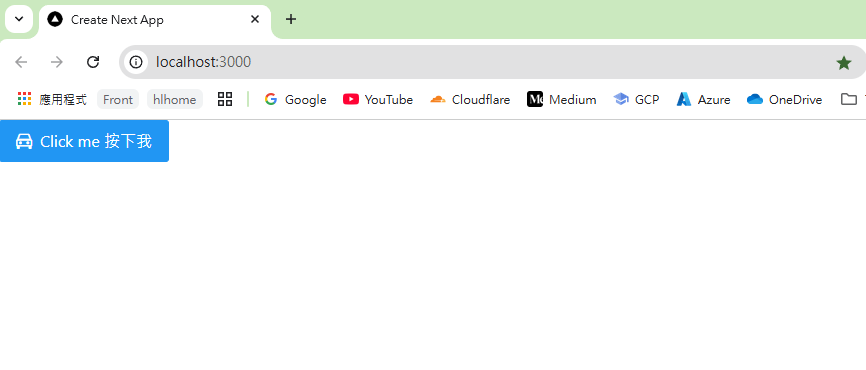 Create Next App
localhost:3000
應用程式 Front hlhome Google YouTube Cloudflare Medium GCP Azure OneDrive
Click me 按下我